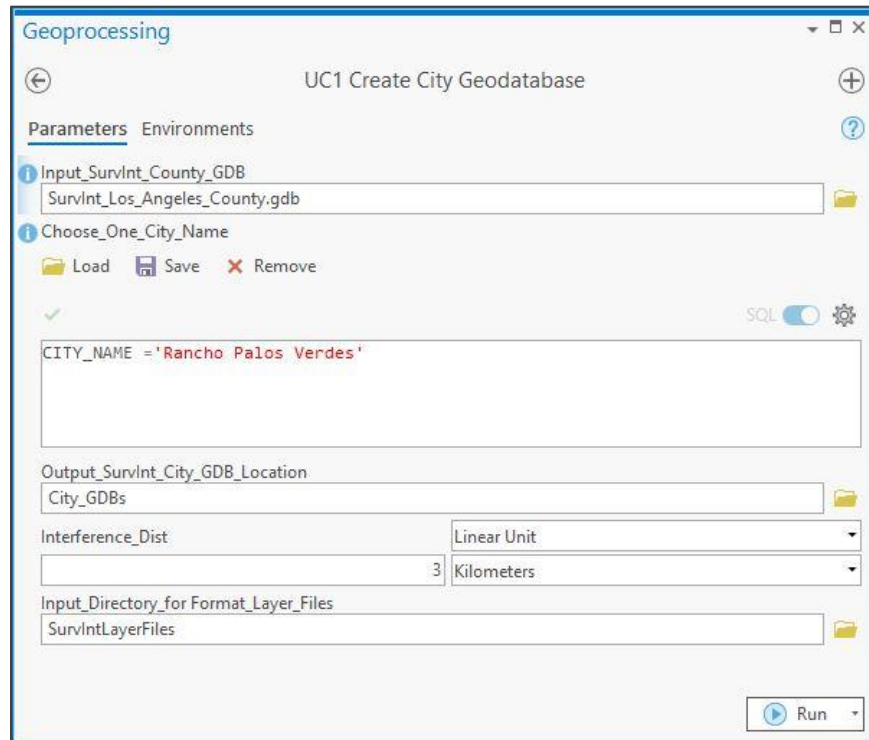 Geoprocessing
UC1 Create City Geodatabase
Parameters Environments
Input_SurvInt_County_GDB
SurvInt_Los_Angeles_County.gdb
Choose_One_City_Name
Load Save Remove
SQL
CITY_NAME ='Rancho Palos Verdes'
Output_SurvInt_City_GDB_Location
City_GDBs
Interference_Dist Linear Unit
3 Kilometers
Input_Directory_for Format_Layer_Files
SurvIntLayerFiles
Run